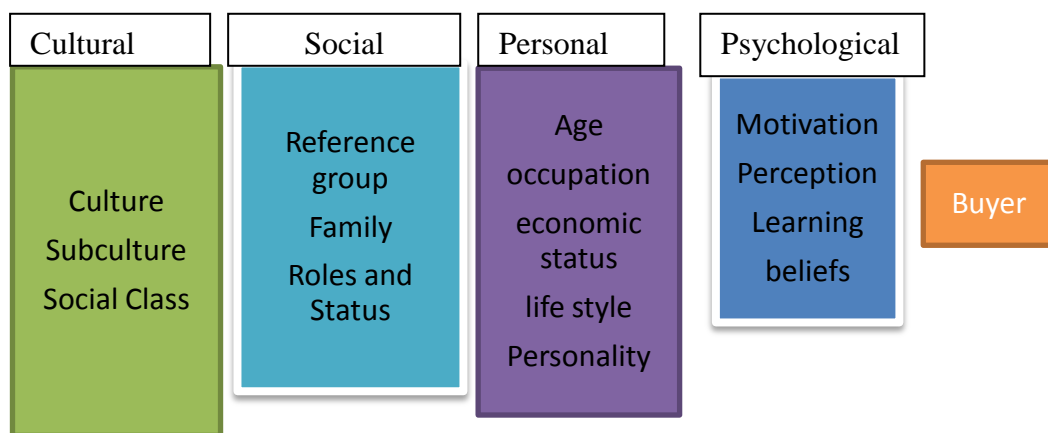 Cultural
Culture
Subculture
Social Class
Social
Reference
group
Family
Roles and
Status
Personal
Age
occupation
economic
status
life style
Personality
Psychological
Motivation
Perception
Learning
beliefs
Buyer